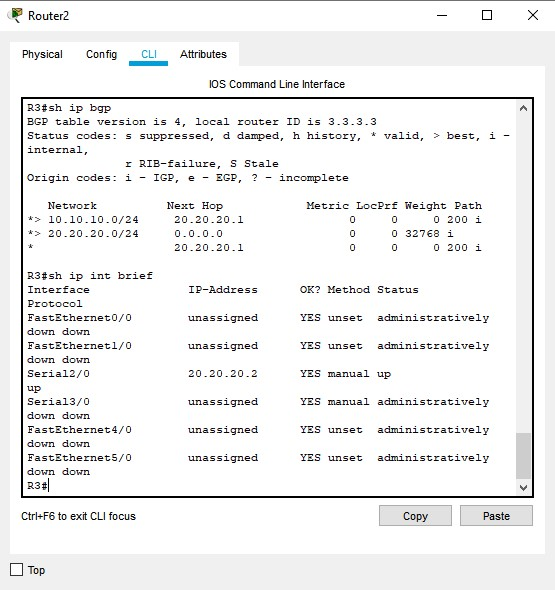 Router2
Physical Config CLI Attributes
IOS Command Line Interface
R3#sh ip bgp
BGP table version is 4, local router ID is 3.3.3.3
Status codes: s suppressed, d damped, h history, * valid, > best, i -
internal,
              r RIB-failure, S Stale
Origin codes: i - IGP, e - EGP, ? - incomplete
   Network          Next Hop            Metric LocPrf Weight Path
*> 10.10.10.0/24    20.20.20.1               0     0      0 200 i
*> 20.20.20.0/24    0.0.0.0                  0     0  32768 i
*                   20.20.20.1               0     0      0 200 i
R3#sh ip int brief
Interface              IP-Address      OK? Method Status
Protocol
FastEthernet0/0        unassigned      YES unset  administratively
down down
FastEthernet1/0        unassigned      YES unset  administratively
down down
Serial2/0              20.20.20.2      YES manual up
up
Serial3/0              unassigned      YES manual administratively
down down
FastEthernet4/0        unassigned      YES unset  administratively
down down
FastEthernet5/0        unassigned      YES unset  administratively
down down
R3#
Ctrl+F6 to exit CLI focus
Copy Paste
Top